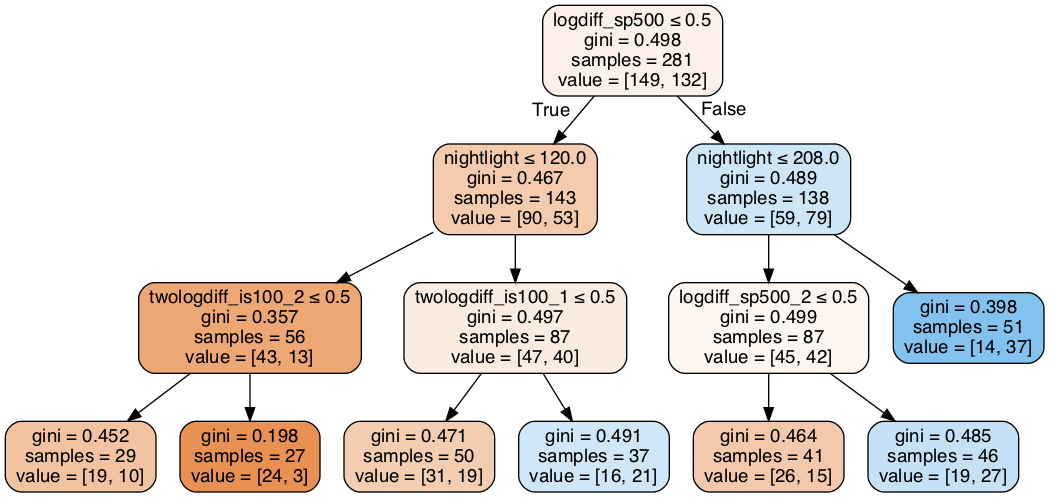 logdiff_sp500 ≤ 0.5
gini = 0.498
samples = 281
value = [149, 132]
True
False
nightlight ≤ 120.0
gini = 0.467
samples = 143
value = [90, 53]
nightlight ≤ 208.0
gini = 0.489
samples = 138
value = [59, 79]
twologdiff_is100_2 ≤ 0.5
gini = 0.357
samples = 56
value = [43, 13]
twologdiff_is100_1 ≤ 0.5
gini = 0.497
samples = 87
value = [47, 40]
logdiff_sp500_2 ≤ 0.5
gini = 0.499
samples = 87
value = [45, 42]
gini = 0.398
samples = 51
value = [14, 37]
gini = 0.452
samples = 29
value = [19, 10]
gini = 0.198
samples = 27
value = [24, 3]
gini = 0.471
samples = 50
value = [31, 19]
gini = 0.491
samples = 37
value = [16, 21]
gini = 0.464
samples = 41
value = [26, 15]
gini = 0.485
samples = 46
value = [19, 27]